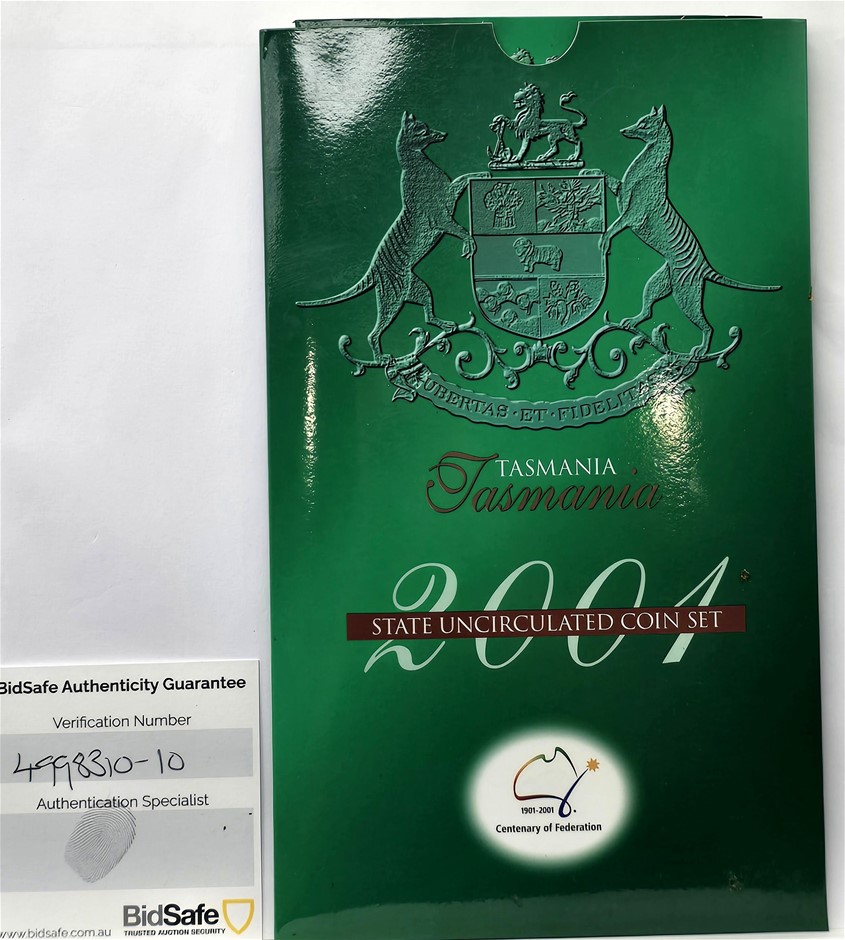 UBERTAS · ET · FIDELITAS
TASMANIA
Tasmania
2001
STATE UNCIRCULATED COIN SET
1901-2001
Centenary of Federation
BidSafe Authenticity Guarantee
Verification Number
4998310-10
Authentication Specialist
www.bidsafe.com.au
BidSafe
TRUSTED AUCTION SECURITY